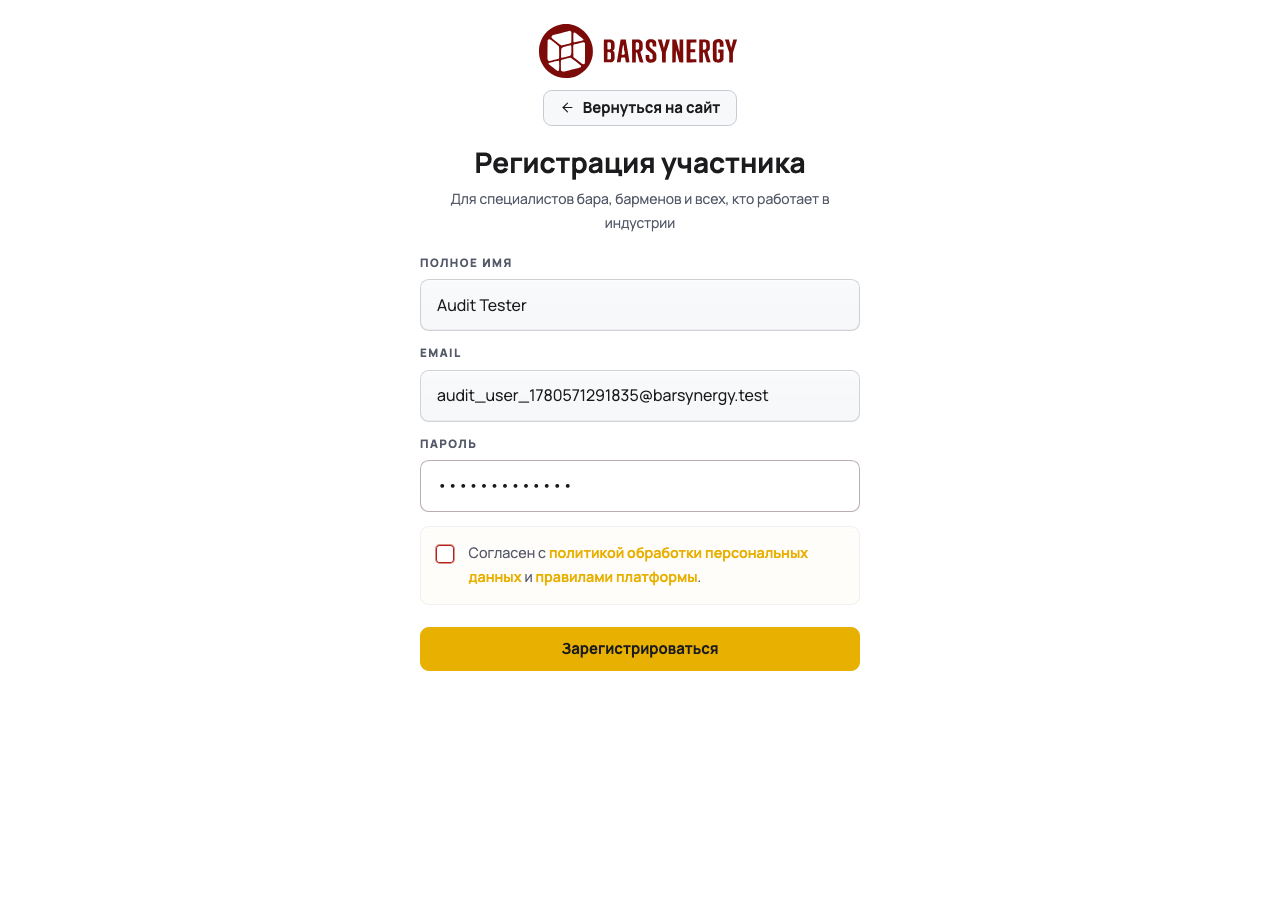 BARSYNERGY
← Вернуться на сайт
Регистрация участника
Для специалистов бара, барменов и всех, кто работает в
индустрии
ПОЛНОЕ ИМЯ
Audit Tester
EMAIL
audit_user_1780571291835@barsynergy.test
ПАРОЛЬ
•••••••••••••
Согласен с политикой обработки персональных
данных и правилами платформы.
Зарегистрироваться